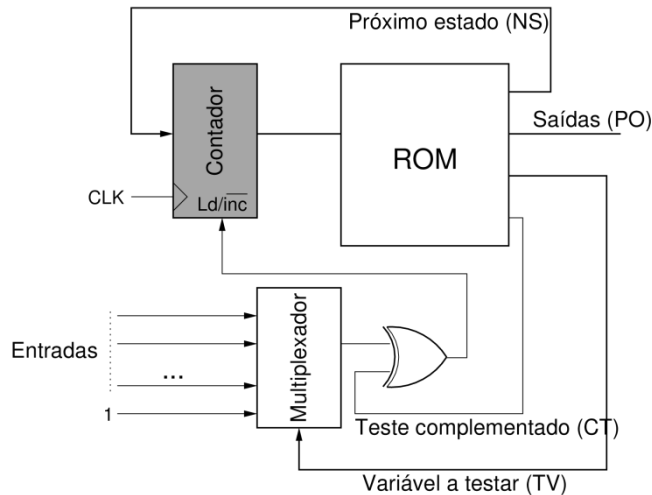 Próximo estado (NS)
Contador
ROM
Saídas (PO)
CLK
Ld/inc
Entradas
...
1
Multiplexador
Teste complementado (CT)
Variável a testar (TV)